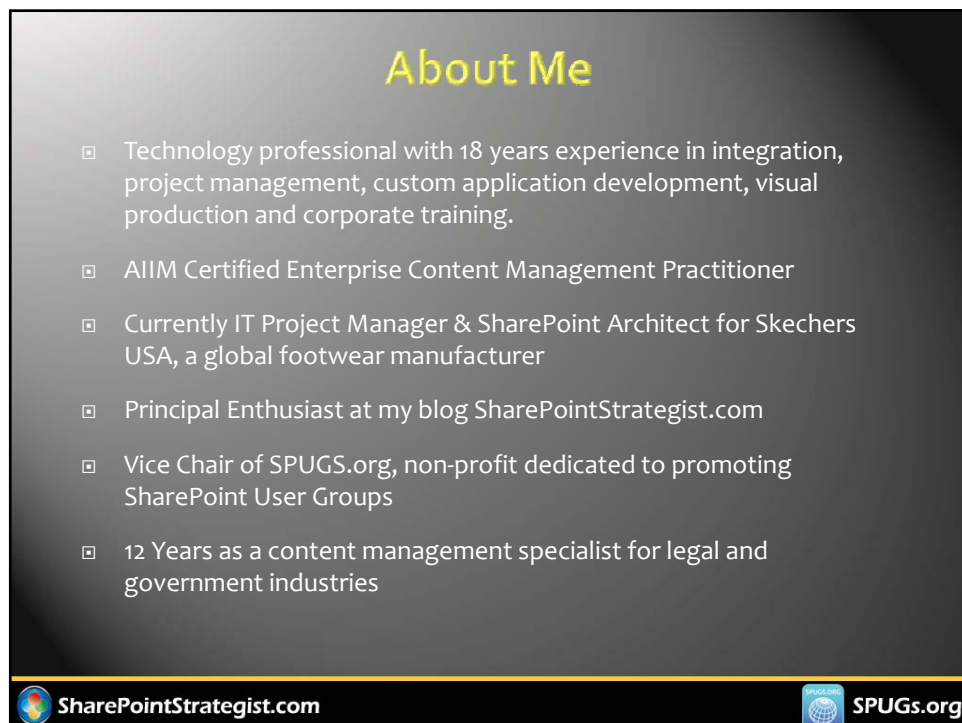 About Me
Technology professional with 18 years experience in integration,
project management, custom application development, visual
production and corporate training.
AIIM Certified Enterprise Content Management Practitioner
Currently IT Project Manager & SharePoint Architect for Skechers
USA, a global footwear manufacturer
Principal Enthusiast at my blog SharePointStrategist.com
Vice Chair of SPUGS.org, non-profit dedicated to promoting
SharePoint User Groups
12 Years as a content management specialist for legal and
government industries
SharePointStrategist.com
SPUGS.ORG
SPUGs.org